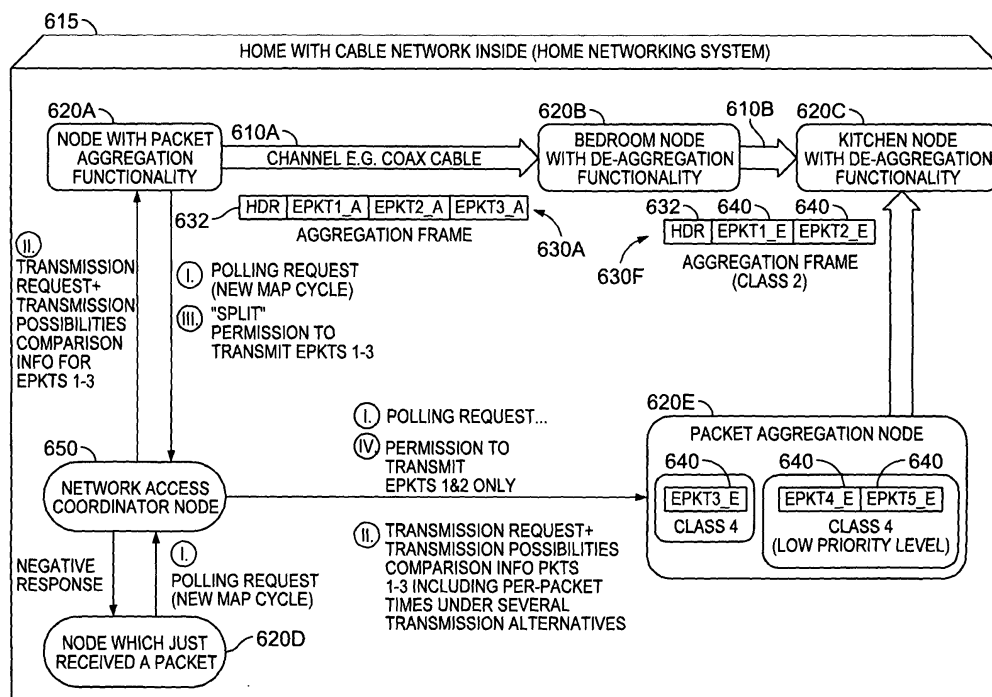 615
HOME WITH CABLE NETWORK INSIDE (HOME NETWORKING SYSTEM)
620A
NODE WITH PACKET
AGGREGATION
FUNCTIONALITY
610A
CHANNEL E.G. COAX CABLE
620B
BEDROOM NODE
WITH DE-AGGREGATION
FUNCTIONALITY
610B
620C
KITCHEN NODE
WITH DE-AGGREGATION
FUNCTIONALITY
632
HDR EPKT1_A EPKT2_A EPKT3_A
AGGREGATION FRAME
630A
632 640 640
HDR EPKT1_E EPKT2_E
630F
AGGREGATION FRAME
(CLASS 2)
II.
TRANSMISSION
REQUEST+
TRANSMISSION
POSSIBILITIES
COMPARISON
INFO FOR
EPKTS 1-3
I. POLLING REQUEST
(NEW MAP CYCLE)
III. "SPLIT"
PERMISSION TO
TRANSMIT EPKTS 1-3
650
NETWORK ACCESS
COORDINATOR NODE
I. POLLING REQUEST...
IV. PERMISSION TO
TRANSMIT
EPKTS 1&2 ONLY
II. TRANSMISSION REQUEST+
TRANSMISSION POSSIBILITIES
COMPARISON INFO PKTS
1-3 INCLUDING PER-PACKET
TIMES UNDER SEVERAL
TRANSMISSION ALTERNATIVES
620E
PACKET AGGREGATION NODE
640
EPKT3_E
CLASS 4
640 640
EPKT4_E EPKT5_E
CLASS 4
(LOW PRIORITY LEVEL)
NEGATIVE
RESPONSE
I.
POLLING REQUEST
(NEW MAP CYCLE)
NODE WHICH JUST
RECEIVED A PACKET
620D